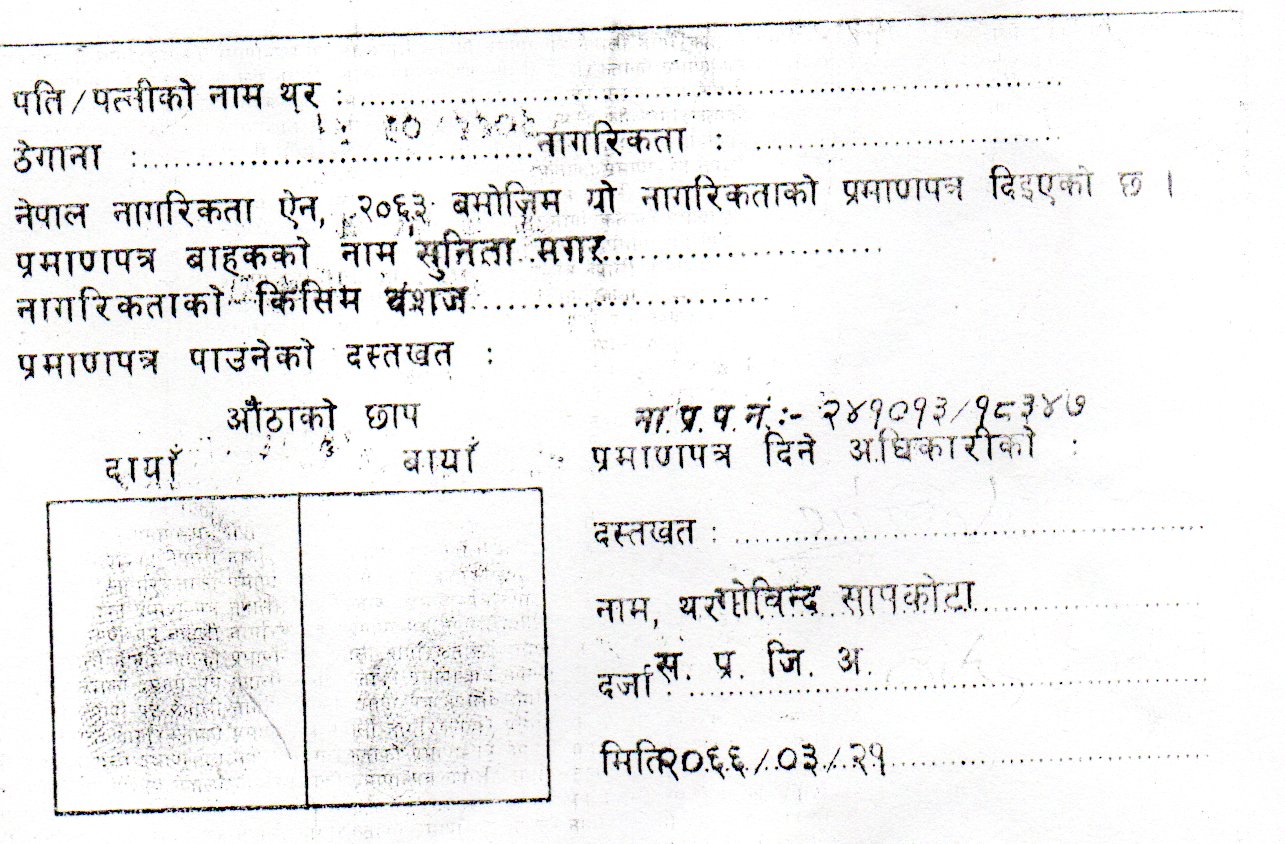 पति/पत्नीको नाम थर :
ठेगाना : नागरिकता :
नेपाल नागरिकता ऐन, २०६३ बमोजिम यो नागरिकताको प्रमाणपत्र दिइएको छ ।
प्रमाणपत्र बाहकको नाम सुनिता मगर
नागरिकताको किसिम वंशज
प्रमाणपत्र पाउनेको दस्तखत :
औंठाको छाप
दायाँ बायाँ
ना. प्र. प. नं. :- २४१०१३/१८३४७
प्रमाणपत्र दिने अधिकारीको :
दस्तखत :
नाम, थर गोविन्द सापकोटा
दर्जा : स. प्र. जि. अ.
मिति २०६६/०३/२१